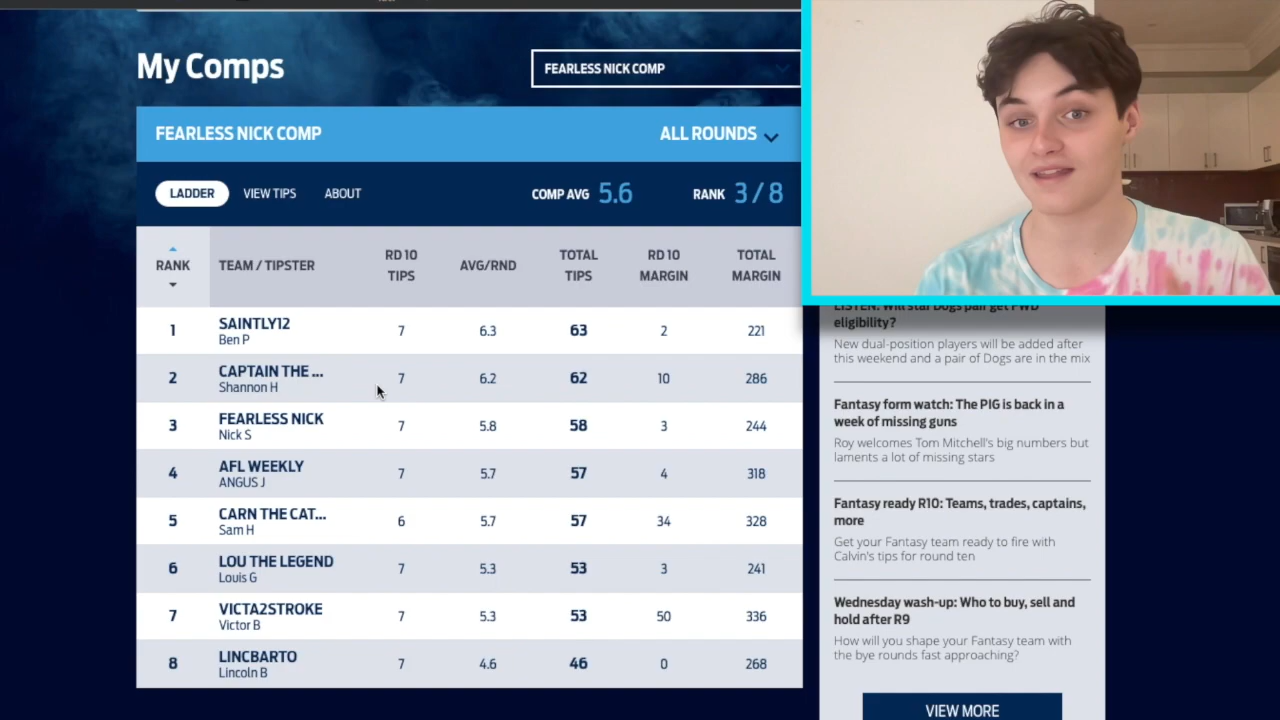 My Comps
FEARLESS NICK COMP
FEARLESS NICK COMP
ALL ROUNDS
LADDER VIEW TIPS ABOUT
COMP AVG 5.6 RANK 3 / 8
RANK TEAM / TIPSTER RD 10 TIPS AVG/RND TOTAL TIPS RD 10 MARGIN TOTAL MARGIN
1 SAINTLY12 7 6.3 63 2 221
Ben P
2 CAPTAIN THE ... 7 6.2 62 10 286
Shannon H
3 FEARLESS NICK 7 5.8 58 3 244
Nick S
4 AFL WEEKLY 7 5.7 57 4 318
ANGUS J
5 CARN THE CAT... 6 5.7 57 34 328
Sam H
6 LOU THE LEGEND 7 5.3 53 3 241
Louis G
7 VICTA2STROKE 7 5.3 53 50 336
Victor B
8 LINCBARTO 7 4.6 46 0 268
Lincoln B
LISTEN: Will star Dogs pair get FWD
eligibility?
New dual-position players will be added after
this weekend and a pair of Dogs are in the mix
Fantasy form watch: The PIG is back in a
week of missing guns
Roy welcomes Tom Mitchell's big numbers but
laments a lot of missing stars
Fantasy ready R10: Teams, trades, captains,
more
Get your Fantasy team ready to fire with
Calvin's tips for round ten
Wednesday wash-up: Who to buy, sell and
hold after R9
How will you shape your Fantasy team with
the bye rounds fast approaching?
VIEW MORE